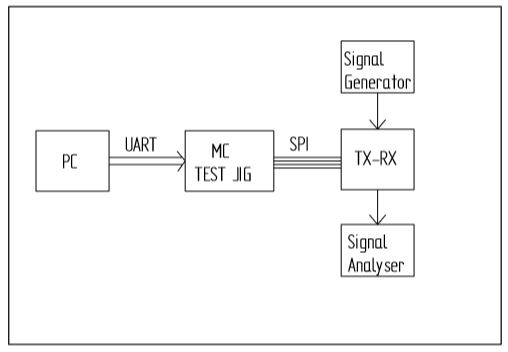 Signal
Generator
PC
UART
MC
TEST JIG
SPI
TX-RX
Signal
Analyser